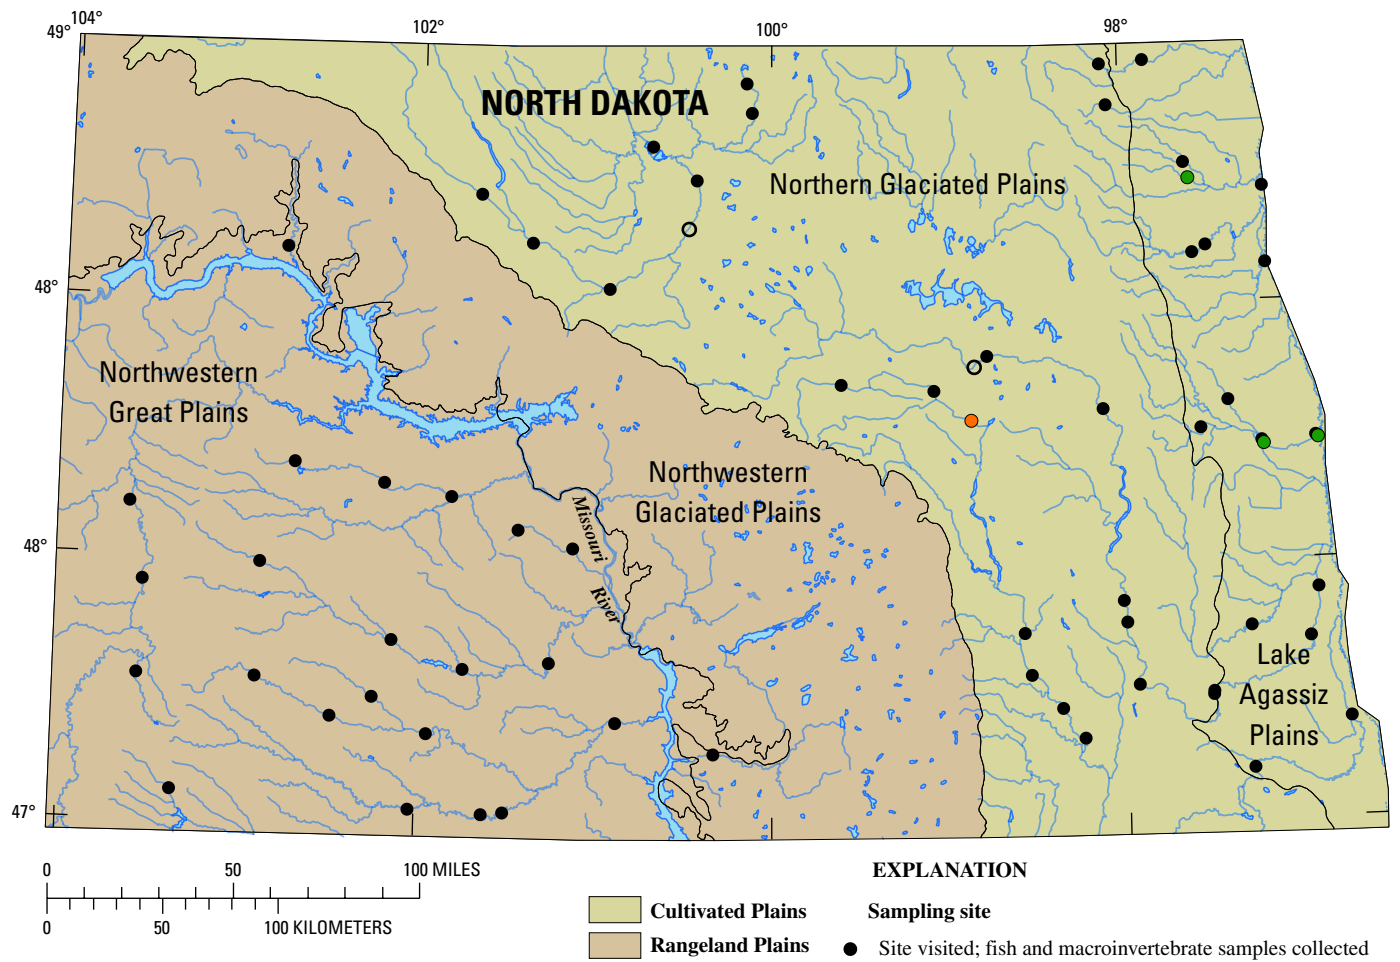 104°
102°
100°
98°
49°
NORTH DAKOTA
Northern Glaciated Plains
48°
Northwestern
Great Plains
Northwestern
Glaciated Plains
Missouri
River
48°
Lake
Agassiz
Plains
47°
0 50 100 MILES
0 50 100 KILOMETERS
EXPLANATION
Cultivated Plains
Rangeland Plains
Sampling site
Site visited; fish and macroinvertebrate samples collected